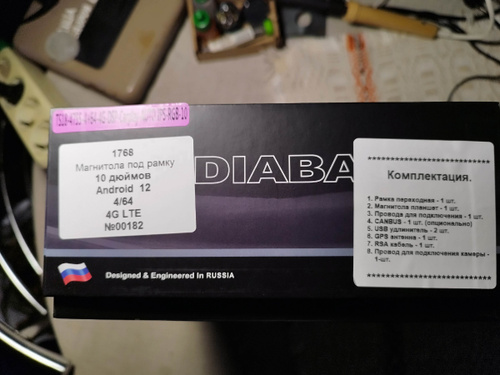 1768
Магнитола под рамку
10 дюймов
Android 12
4/64
4G LTE
№00182
DIABA
Designed & Engineered In RUSSIA
********************
Комплектация.
1. Рамка переходная - 1 шт.
2. Магнитола планшет - 1 шт.
3. Провода для подключения - 1 шт.
4. CANBUS - 1 шт. (опционально)
5. USB удлинитель - 2 шт.
6. GPS антенна - 1 шт.
7. RSA кабель - 1 шт.
8. Провод для подключения камеры -
1-шт.
********************